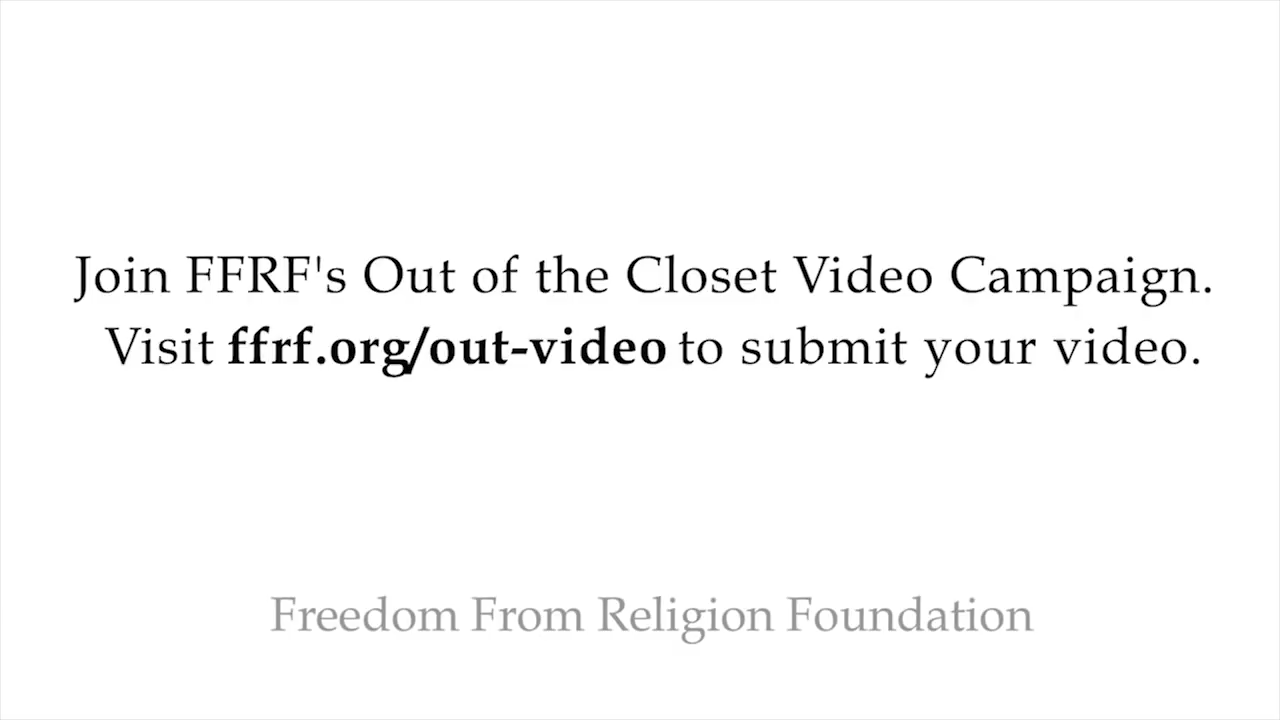 Join FFRF's Out of the Closet Video Campaign.
Visit ffrf.org/out-video to submit your video.
Freedom From Religion Foundation